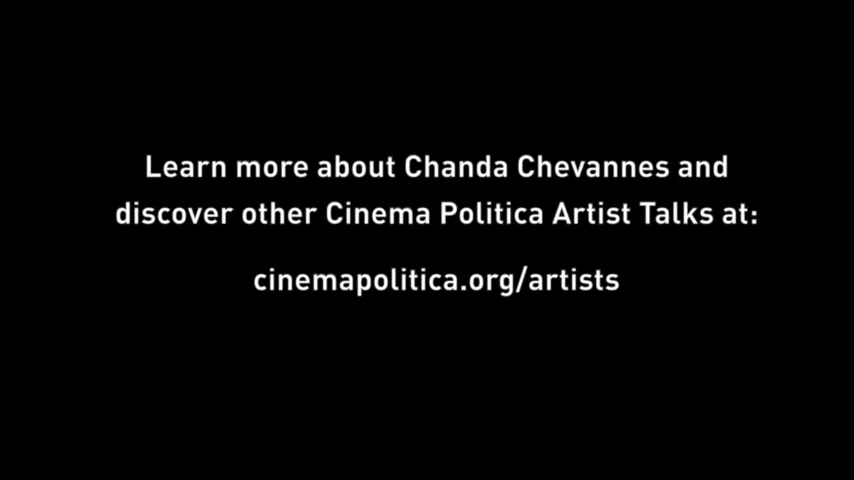 Learn more about Chanda Chevannes and
discover other Cinema Politica Artist Talks at:
cinemapolitica.org/artists